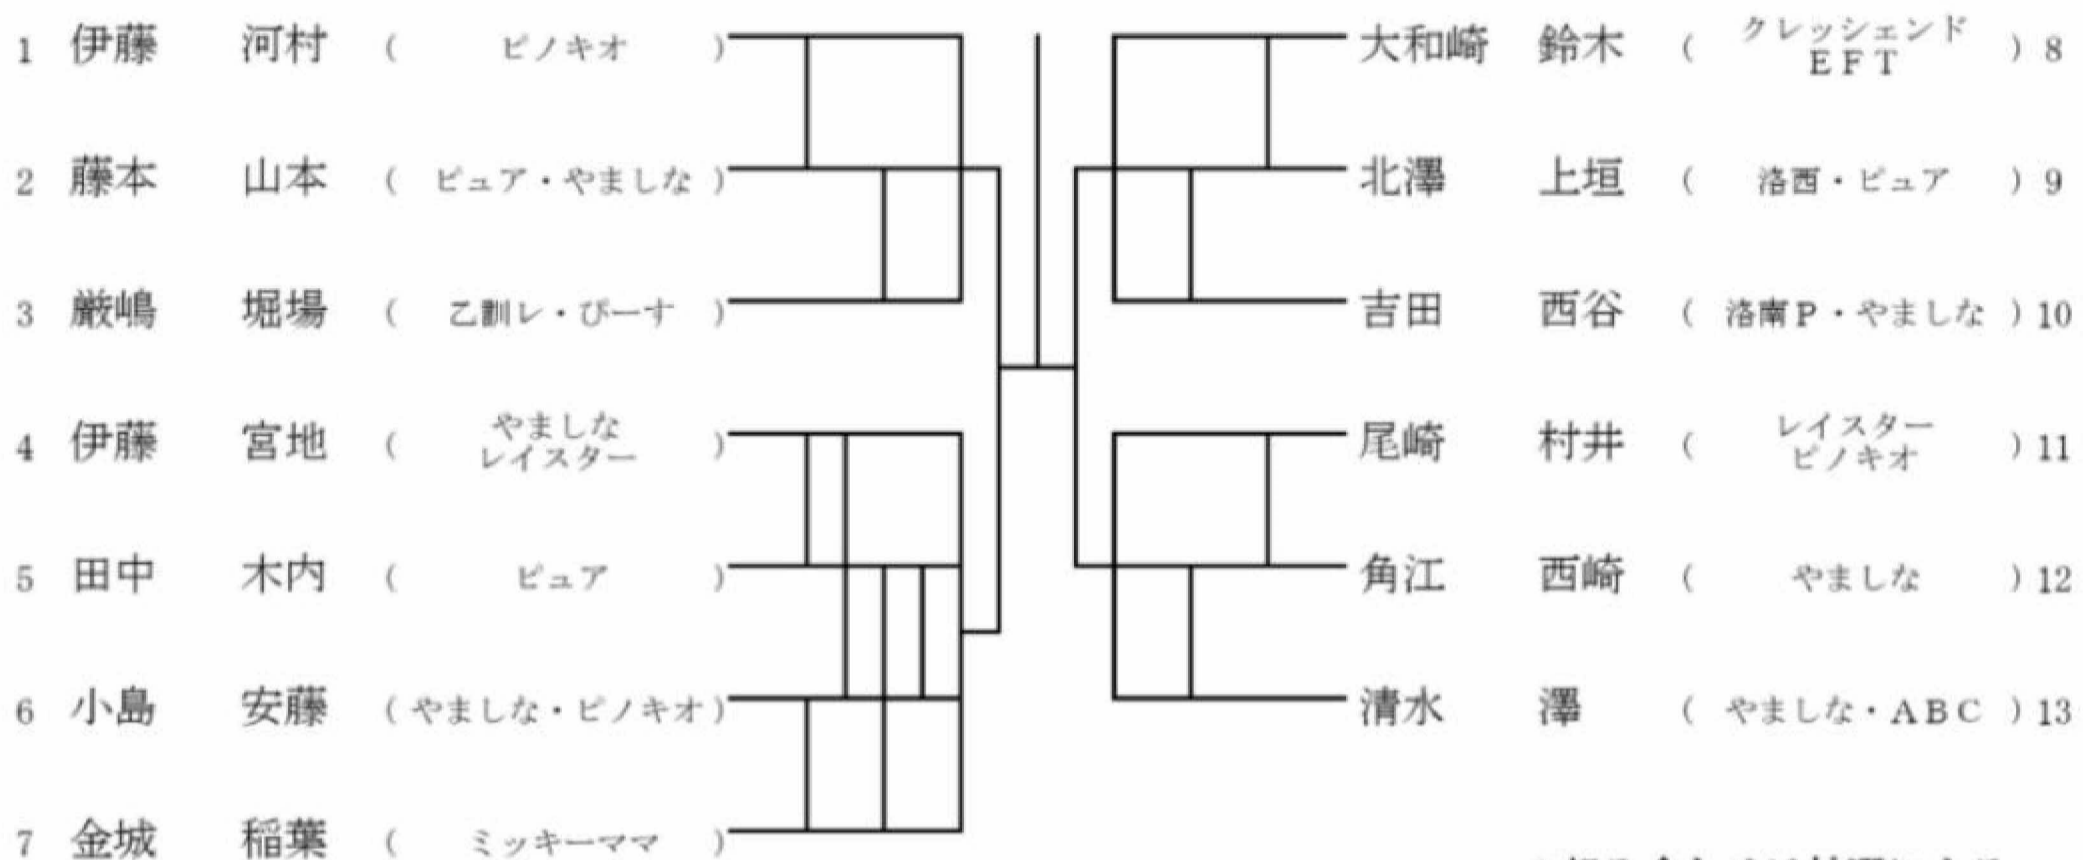 1 伊藤 河村 ( ピノキオ )
2 藤本 山本 ( ピュア・やましな )
3 厳嶋 堀場 ( 乙訓レ・ぴーす )
4 伊藤 宮地 ( やましな
レイスター )
5 田中 木内 ( ピュア )
6 小島 安藤 ( やましな・ピノキオ )
7 金城 稲葉 ( ミッキーママ )
大和崎 鈴木 ( クレッシェンド
EFT ) 8
北澤 上垣 ( 洛西・ピュア ) 9
吉田 西谷 ( 洛南P・やましな ) 10
尾崎 村井 ( レイスター
ピノキオ ) 11
角江 西崎 ( やましな ) 12
清水 澤 ( やましな・ABC ) 13